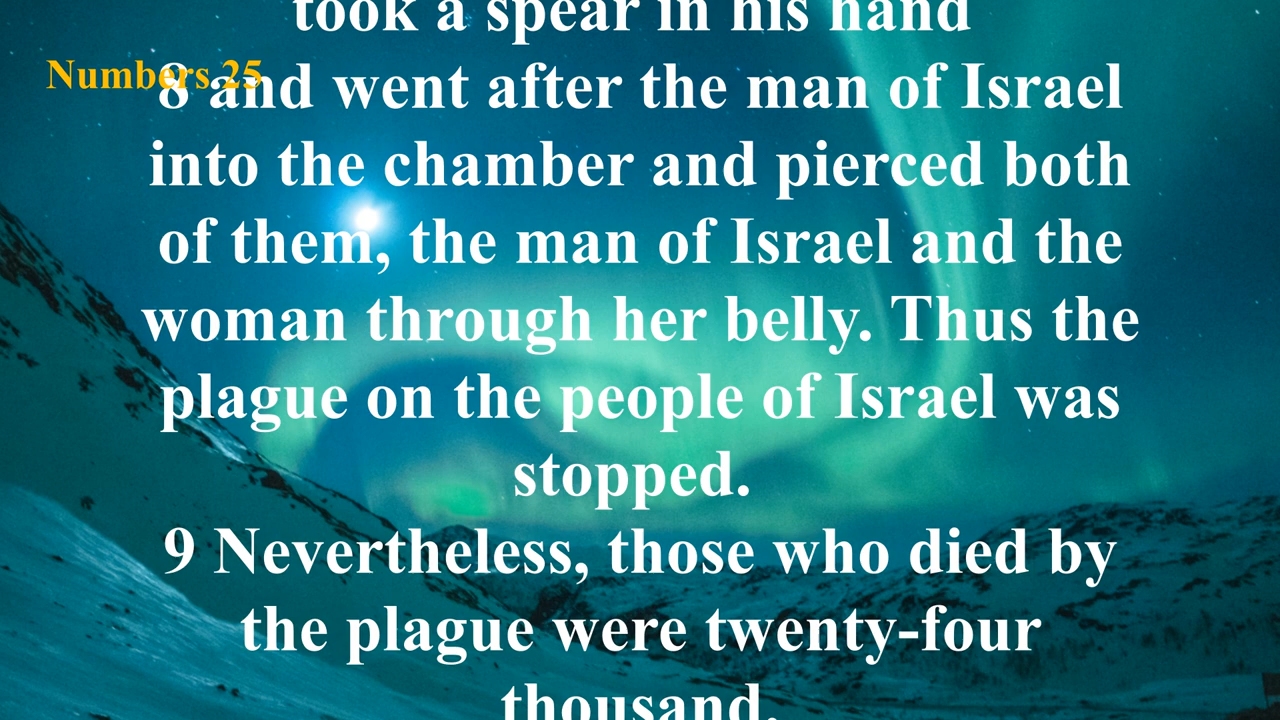 took a spear in his hand
Numbers 25
8 and went after the man of Israel
into the chamber and pierced both
of them, the man of Israel and the
woman through her belly. Thus the
plague on the people of Israel was
stopped.
9 Nevertheless, those who died by
the plague were twenty-four
thousand.